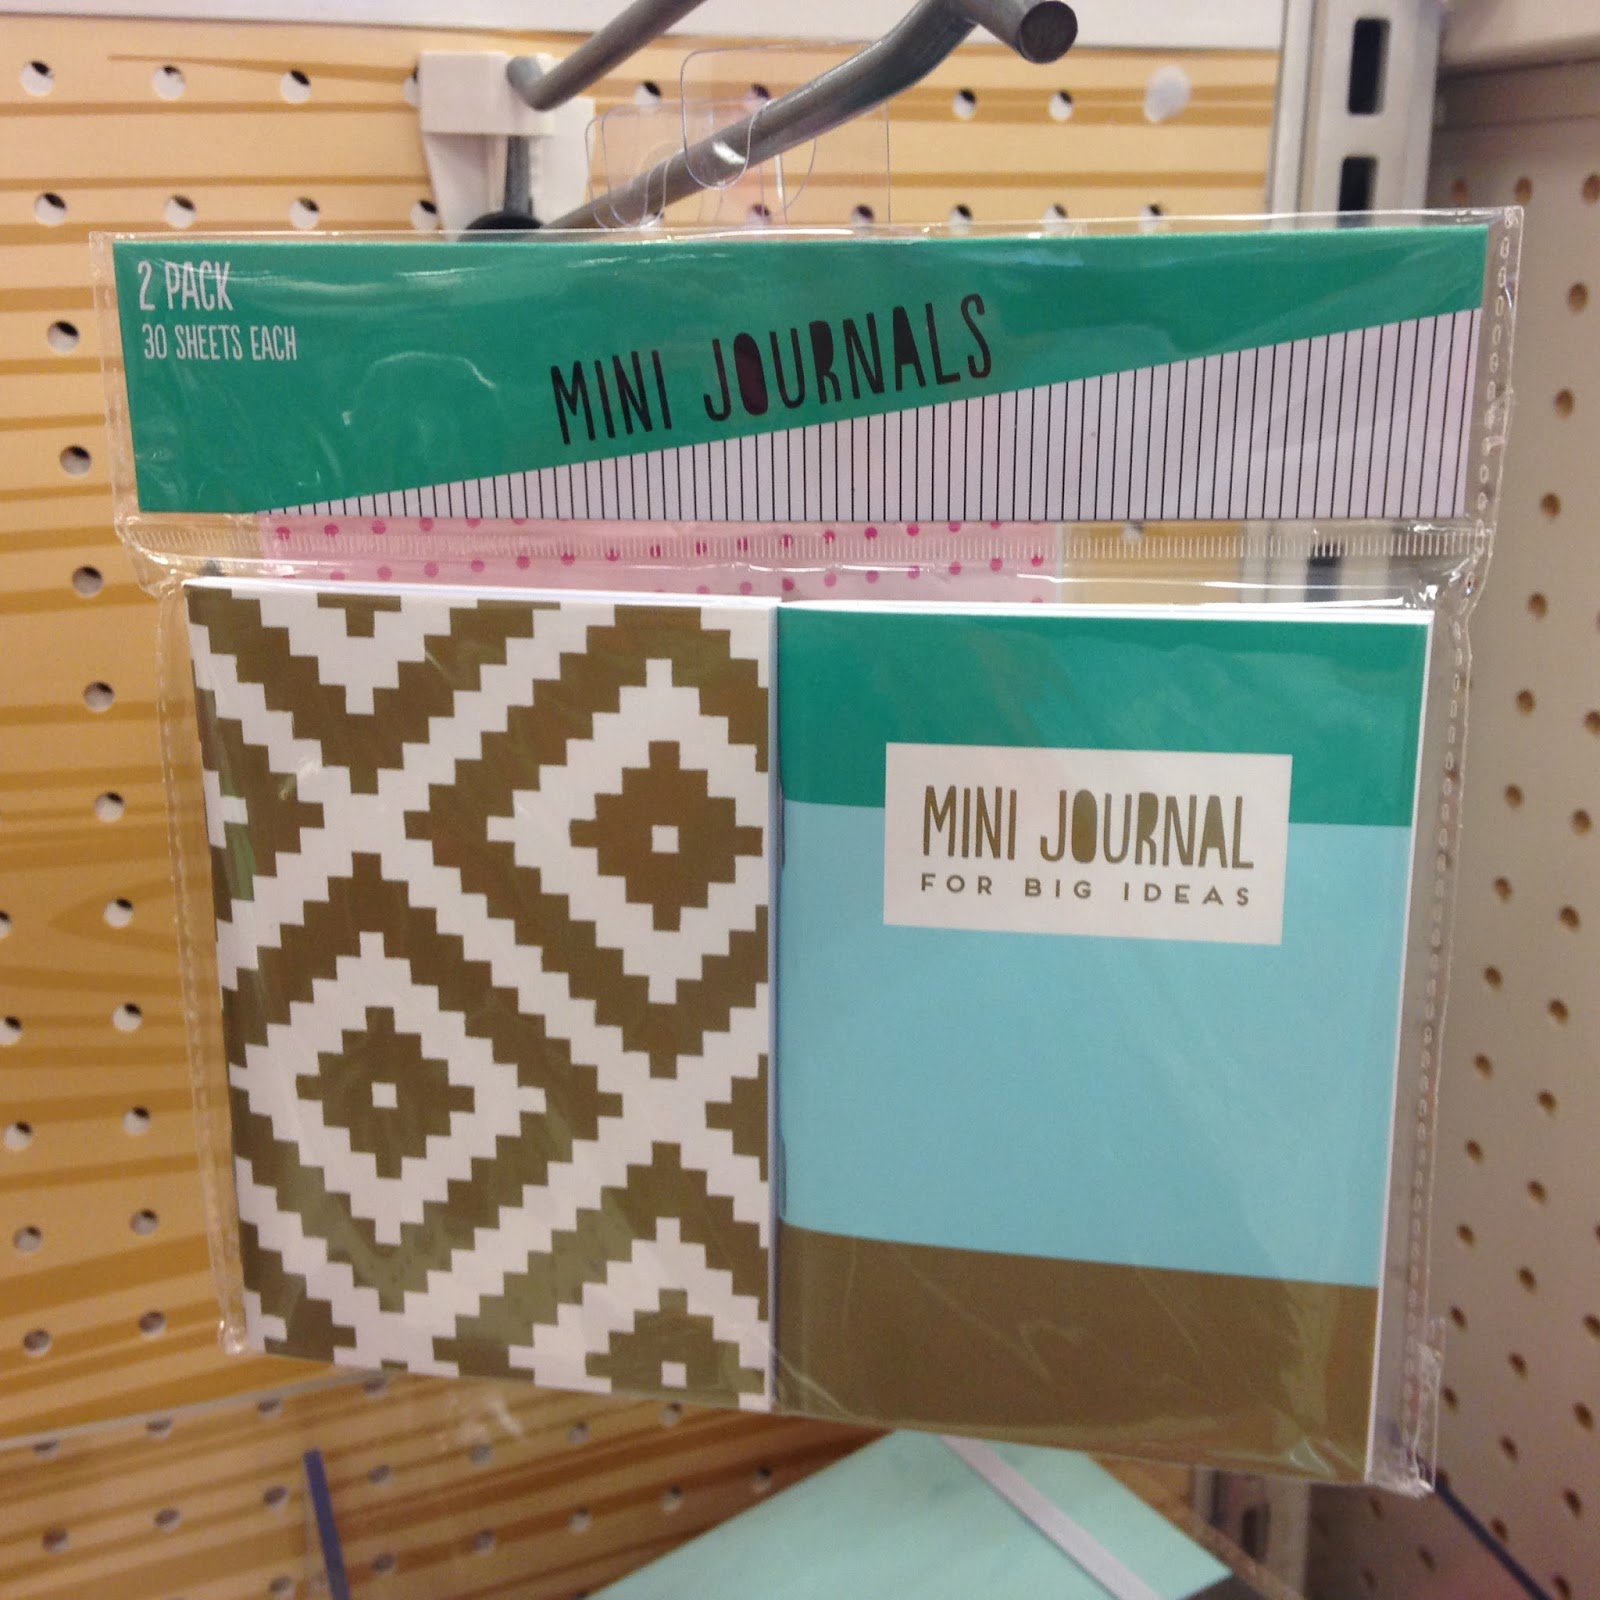 2 PACK
30 SHEETS EACH
MINI JOURNALS
MINI JOURNAL
FOR BIG IDEAS